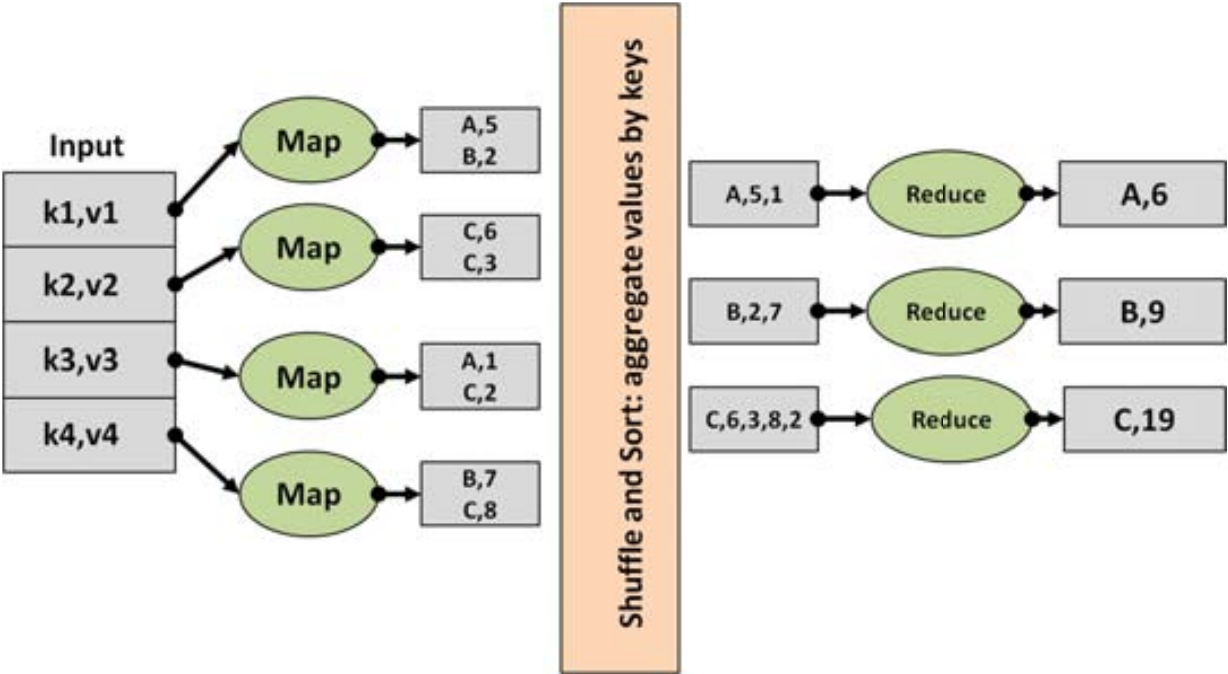 Input
k1,v1
k2,v2
k3,v3
k4,v4
Map
Map
Map
Map
A,5
B,2
C,6
C,3
A,1
C,2
B,7
C,8
Shuffle and Sort: aggregate values by keys
A,5,1
Reduce
A,6
B,2,7
Reduce
B,9
C,6,3,8,2
Reduce
C,19